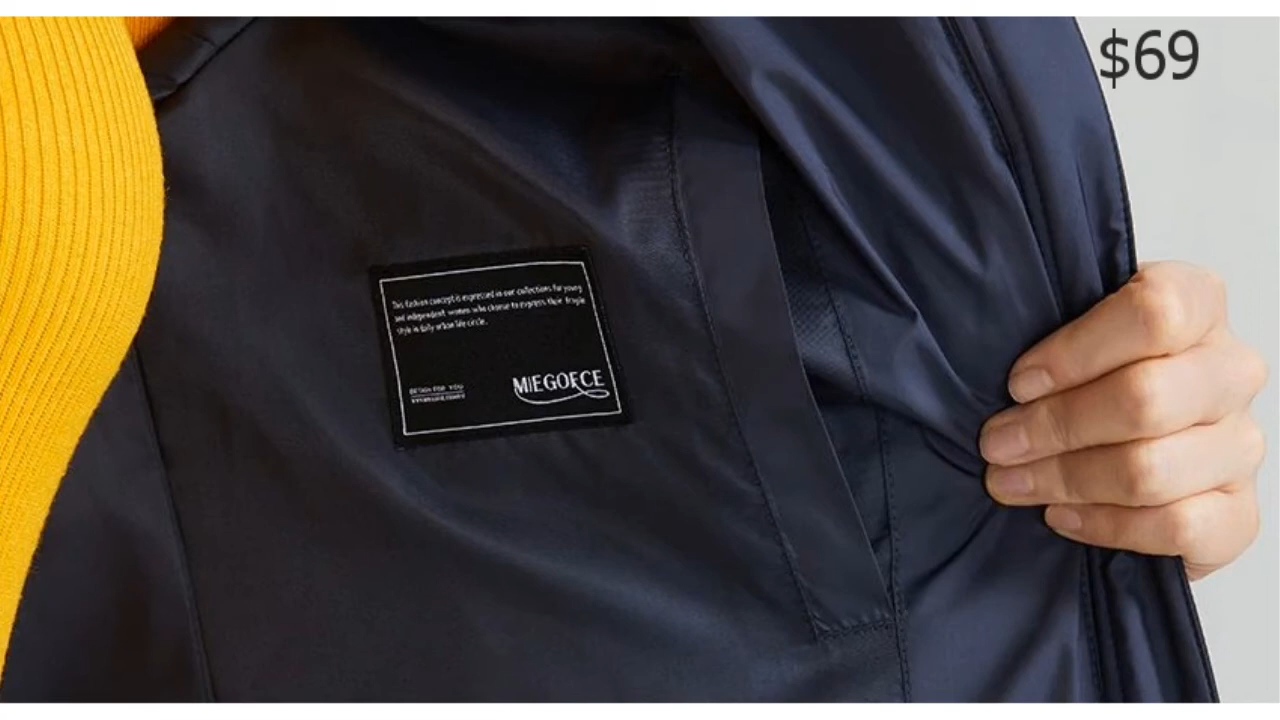 $69
This fashion concept is expressed in our collections for young
and independent women who choose to express their fragile
style in daily urban life circle.
DESIGN FOR YOU
MIEGOFCE